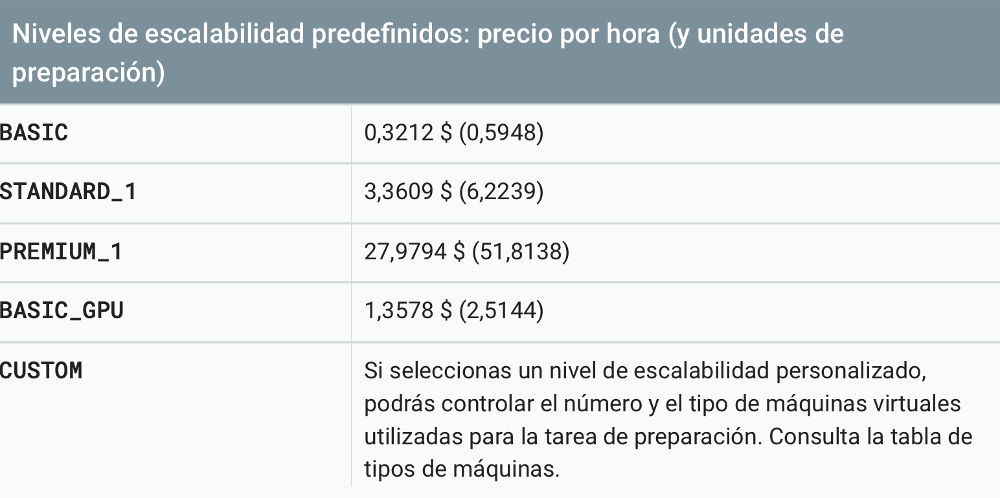 Niveles de escalabilidad predefinidos: precio por hora (y unidades de
preparación)
BASIC 0,3212 $ (0,5948)
STANDARD_1 3,3609 $ (6,2239)
PREMIUM_1 27,9794 $ (51,8138)
BASIC_GPU 1,3578 $ (2,5144)
CUSTOM Si seleccionas un nivel de escalabilidad personalizado,
podrás controlar el número y el tipo de máquinas virtuales
utilizadas para la tarea de preparación. Consulta la tabla de
tipos de máquinas.